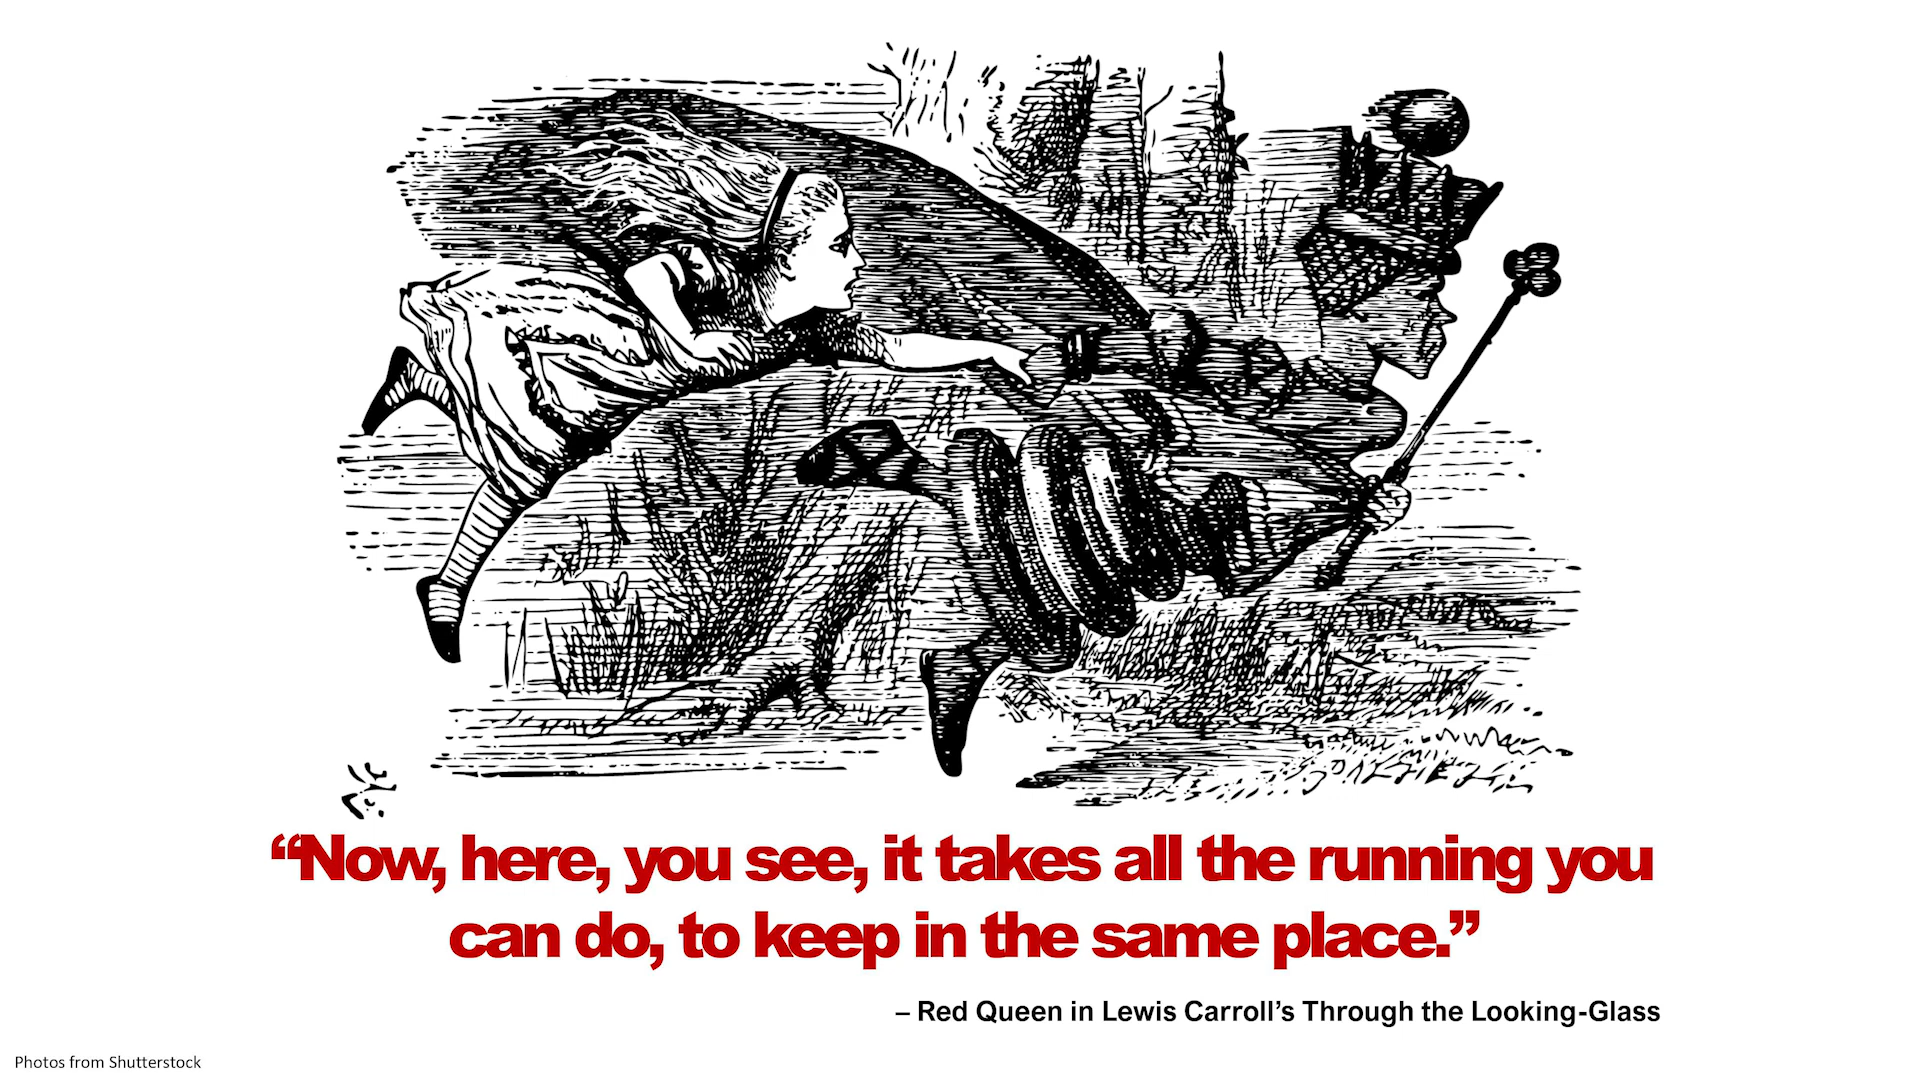 “Now, here, you see, it takes all the running you
can do, to keep in the same place.”
– Red Queen in Lewis Carroll’s Through the Looking-Glass
Photos from Shutterstock